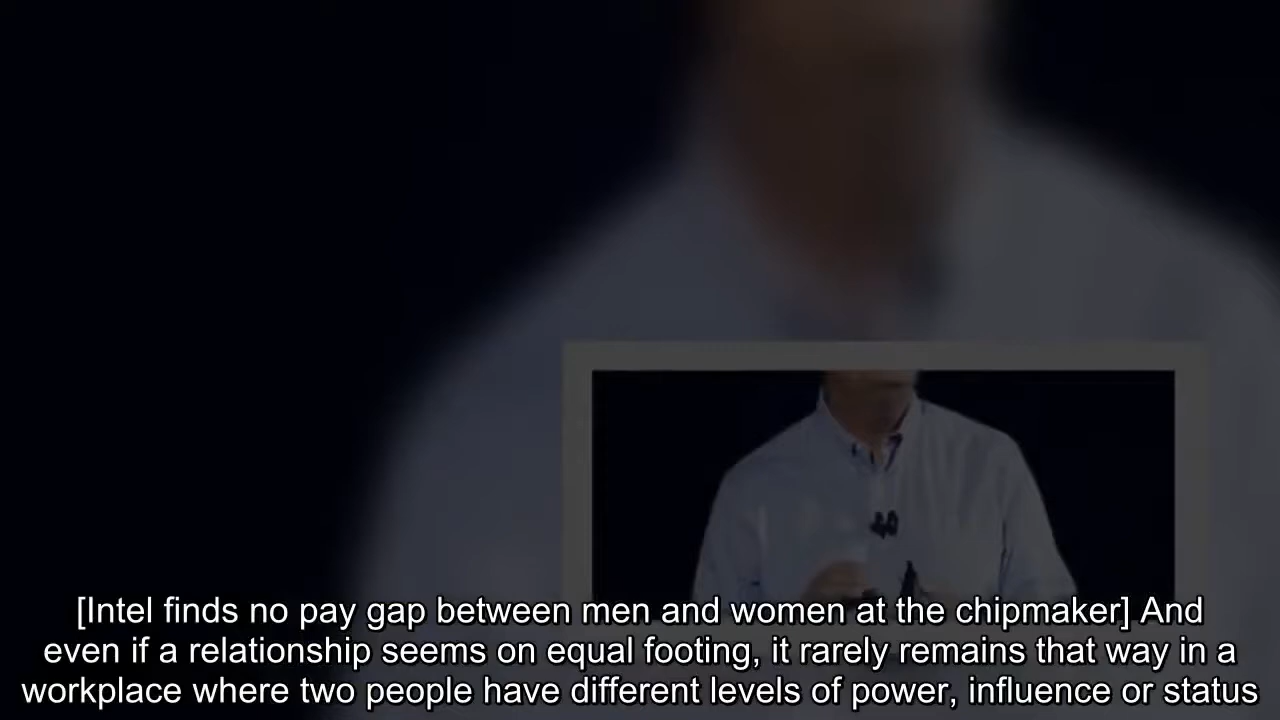 [Intel finds no pay gap between men and women at the chipmaker] And
even if a relationship seems on equal footing, it rarely remains that way in a
workplace where two people have different levels of power, influence or status